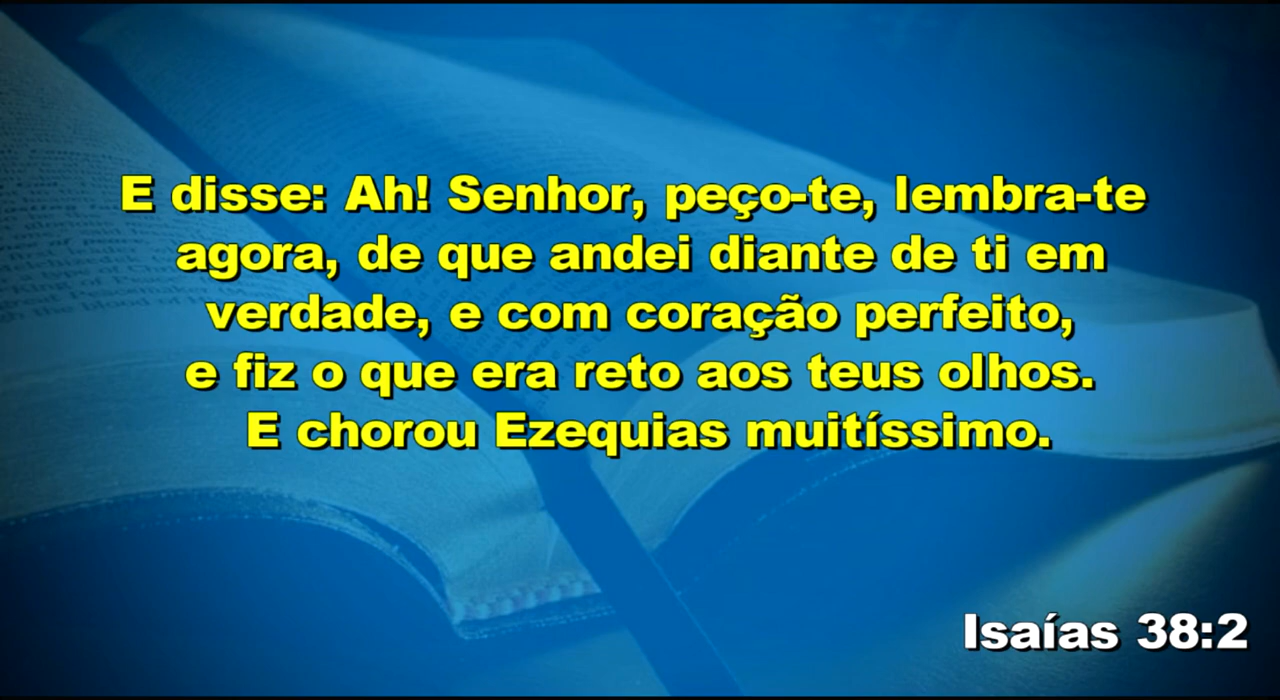 E disse: Ah! Senhor, peço-te, lembra-te
agora, de que andei diante de ti em
verdade, e com coração perfeito,
e fiz o que era reto aos teus olhos.
E chorou Ezequias muitíssimo.
Isaías 38:2